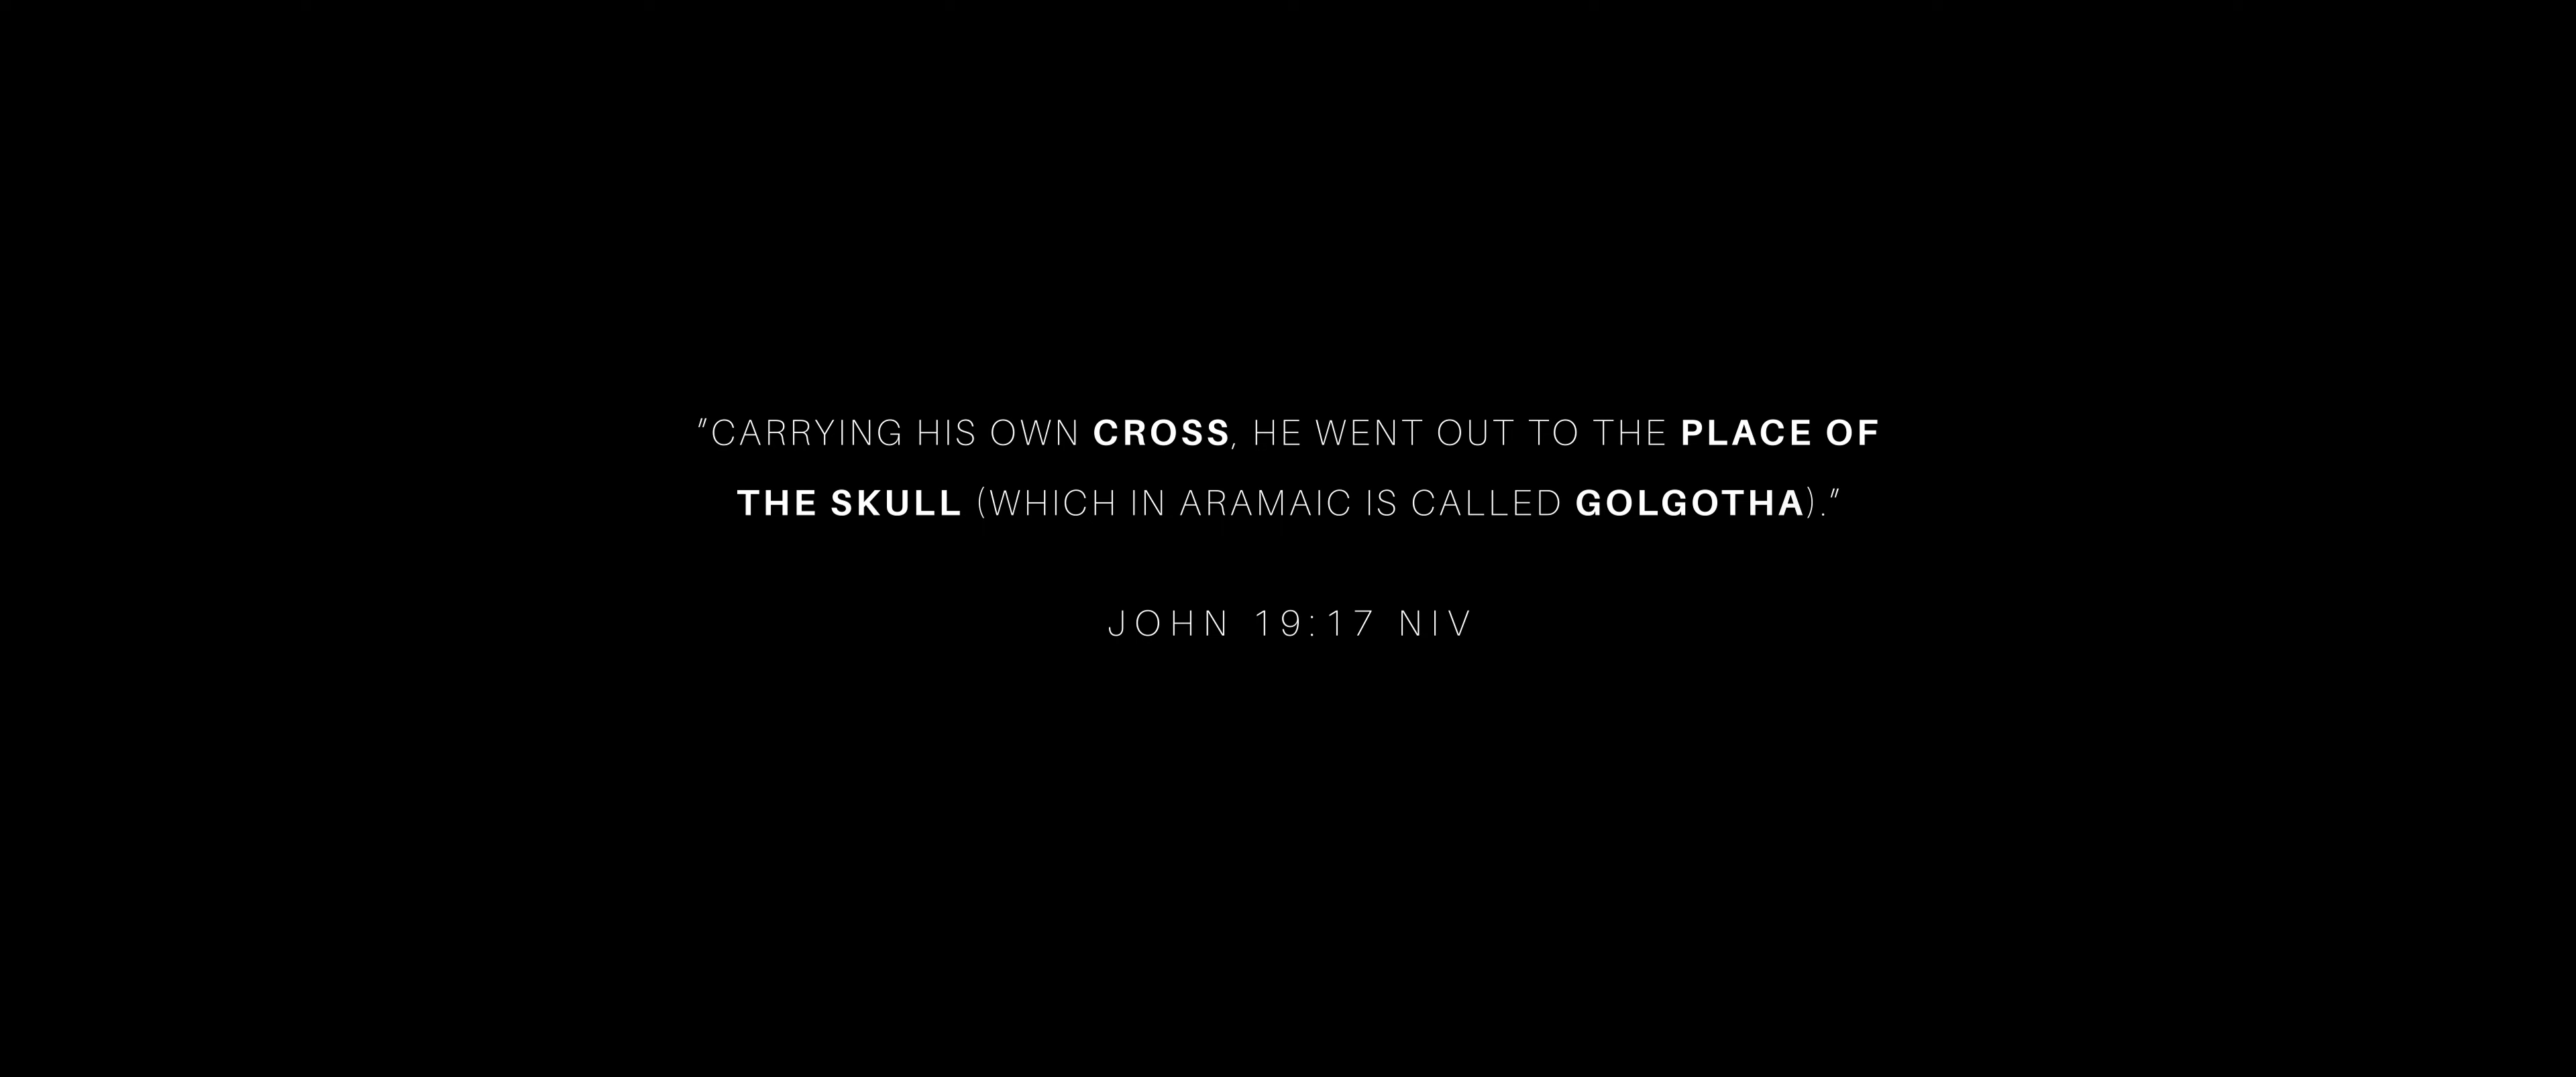 "CARRYING HIS OWN CROSS, HE WENT OUT TO THE PLACE OF
THE SKULL (WHICH IN ARAMAIC IS CALLED GOLGOTHA)."
JOHN 19:17 NIV